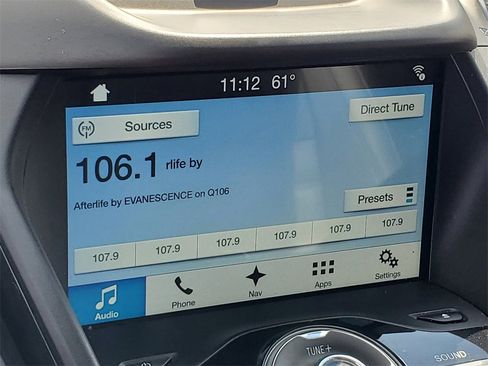 11:12 61°
FM Sources
Direct Tune
106.1 rlife by
Afterlife by EVANESCENCE on Q106
Presets
107.9 107.9 107.9 107.9 107.9 107.9
Audio Phone Nav Apps Settings
TUNE+
SOUND